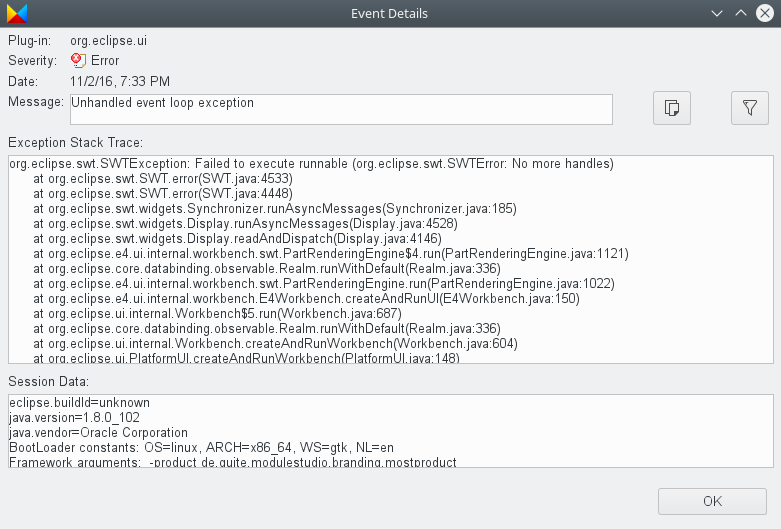 Event Details
Plug-in: org.eclipse.ui
Severity: Error
Date: 11/2/16, 7:33 PM
Message: Unhandled event loop exception
Exception Stack Trace:
org.eclipse.swt.SWTException: Failed to execute runnable (org.eclipse.swt.SWTError: No more handles)
at org.eclipse.swt.SWT.error(SWT.java:4533)
at org.eclipse.swt.SWT.error(SWT.java:4448)
at org.eclipse.swt.widgets.Synchronizer.runAsyncMessages(Synchronizer.java:185)
at org.eclipse.swt.widgets.Display.runAsyncMessages(Display.java:4528)
at org.eclipse.swt.widgets.Display.readAndDispatch(Display.java:4146)
at org.eclipse.e4.ui.internal.workbench.swt.PartRenderingEngine$4.run(PartRenderingEngine.java:1121)
at org.eclipse.core.databinding.observable.Realm.runWithDefault(Realm.java:336)
at org.eclipse.e4.ui.internal.workbench.swt.PartRenderingEngine.run(PartRenderingEngine.java:1022)
at org.eclipse.e4.ui.internal.workbench.E4Workbench.createAndRunUI(E4Workbench.java:150)
at org.eclipse.ui.internal.Workbench$5.run(Workbench.java:687)
at org.eclipse.core.databinding.observable.Realm.runWithDefault(Realm.java:336)
at org.eclipse.ui.internal.Workbench.createAndRunWorkbench(Workbench.java:604)
at org.eclipse.ui.PlatformUI.createAndRunWorkbench(PlatformUI.java:148)
Session Data:
eclipse.buildId=unknown
java.version=1.8.0_102
java.vendor=Oracle Corporation
BootLoader constants: OS=linux, ARCH=x86_64, WS=gtk, NL=en
Framework arguments: -product de.guite.modulestudio.branding.mostproduct
OK